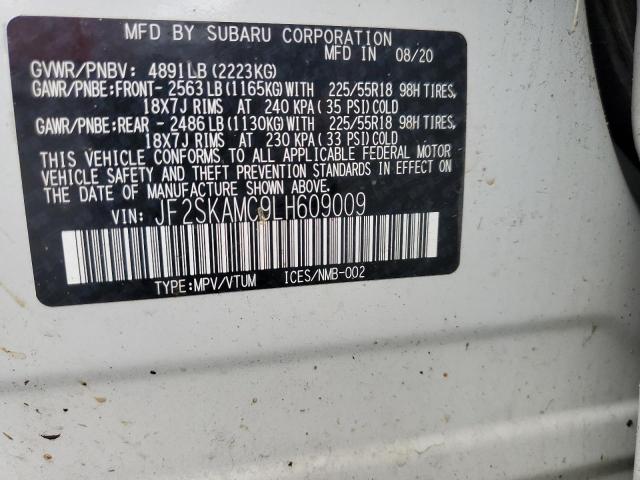 MFD BY SUBARU CORPORATION
MFD IN 08/20
GVWR/PNBV: 4891LB (2223KG)
GAWR/PNBE:FRONT- 2563LB (1165KG)WITH 225/55R18 98H TIRES,
18X7J RIMS AT 240 KPA (35 PSI) COLD
GAWR/PNBE:REAR - 2486LB (1130KG)WITH 225/55R18 98H TIRES,
18X7J RIMS AT 230 KPA (33 PSI) COLD
THIS VEHICLE CONFORMS TO ALL APPLICABLE FEDERAL MOTOR
VEHICLE SAFETY AND THEFT PREVENTION STANDARDS IN EFFECT ON
THE DATE OF MANUFACTURE SHOWN ABOVE.
VIN: JF2SKAMC9LH609009
TYPE:MPV/VTUM ICES/NMB-002